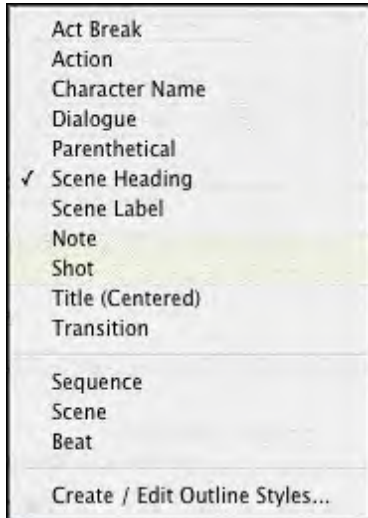 Act Break
Action
Character Name
Dialogue
Parenthetical
✓ Scene Heading
Scene Label
Note
Shot
Title (Centered)
Transition
Sequence
Scene
Beat
Create / Edit Outline Styles...